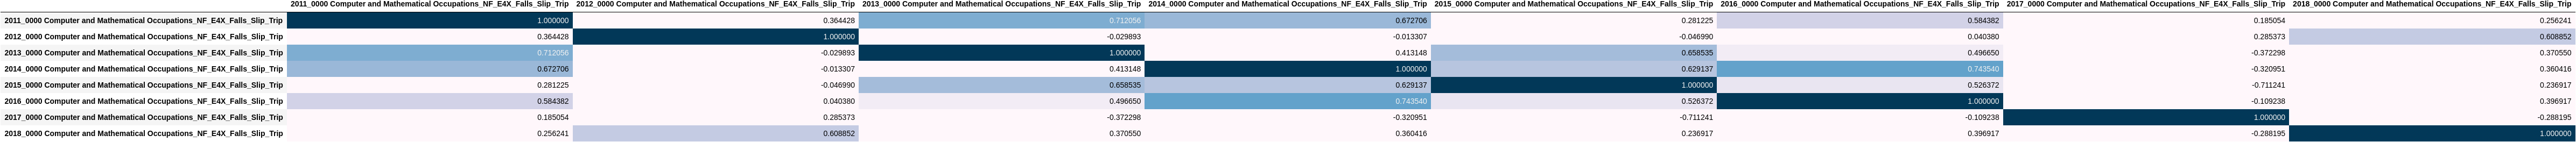 2011_0000 Computer and Mathematical Occupations_NF_E4X_Falls_Slip_Trip 2012_0000 Computer and Mathematical Occupations_NF_E4X_Falls_Slip_Trip 2013_0000 Computer and Mathematical Occupations_NF_E4X_Falls_Slip_Trip 2014_0000 Computer and Mathematical Occupations_NF_E4X_Falls_Slip_Trip 2015_0000 Computer and Mathematical Occupations_NF_E4X_Falls_Slip_Trip 2016_0000 Computer and Mathematical Occupations_NF_E4X_Falls_Slip_Trip 2017_0000 Computer and Mathematical Occupations_NF_E4X_Falls_Slip_Trip 2018_0000 Computer and Mathematical Occupations_NF_E4X_Falls_Slip_Trip
2011_0000 Computer and Mathematical Occupations_NF_E4X_Falls_Slip_Trip 1.000000 0.364428 0.712056 0.672706 0.281225 0.584382 0.185054 0.256241
2012_0000 Computer and Mathematical Occupations_NF_E4X_Falls_Slip_Trip 0.364428 1.000000 -0.029893 -0.013307 -0.046990 0.040380 0.285373 0.608852
2013_0000 Computer and Mathematical Occupations_NF_E4X_Falls_Slip_Trip 0.712056 -0.029893 1.000000 0.413148 0.658535 0.496650 -0.372298 0.370550
2014_0000 Computer and Mathematical Occupations_NF_E4X_Falls_Slip_Trip 0.672706 -0.013307 0.413148 1.000000 0.629137 0.743540 -0.320951 0.360416
2015_0000 Computer and Mathematical Occupations_NF_E4X_Falls_Slip_Trip 0.281225 -0.046990 0.658535 0.629137 1.000000 0.526372 -0.711241 0.236917
2016_0000 Computer and Mathematical Occupations_NF_E4X_Falls_Slip_Trip 0.584382 0.040380 0.496650 0.743540 0.526372 1.000000 -0.109238 0.396917
2017_0000 Computer and Mathematical Occupations_NF_E4X_Falls_Slip_Trip 0.185054 0.285373 -0.372298 -0.320951 -0.711241 -0.109238 1.000000 -0.288195
2018_0000 Computer and Mathematical Occupations_NF_E4X_Falls_Slip_Trip 0.256241 0.608852 0.370550 0.360416 0.236917 0.396917 -0.288195 1.000000